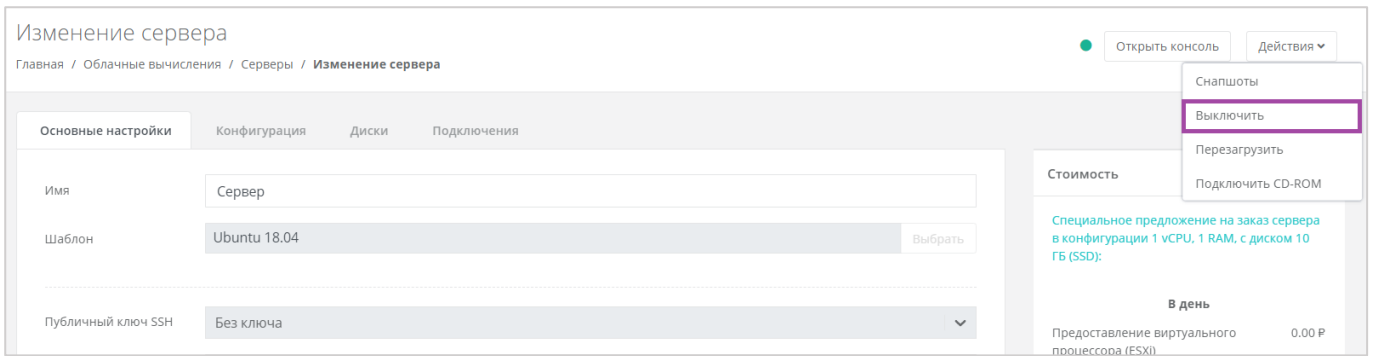 Изменение сервера
Главная / Облачные вычисления / Серверы / Изменение сервера
Открыть консоль
Действия
Снапшоты
Выключить
Перезагрузить
Подключить CD-ROM
Основные настройки
Конфигурация
Диски
Подключения
Имя
Сервер
Шаблон
Ubuntu 18.04
Выбрать
Публичный ключ SSH
Без ключа
Стоимость
Специальное предложение на заказ сервера
в конфигурации 1 vCPU, 1 RAM, с диском 10
ГБ (SSD):
В день
Предоставление виртуального
0.00 ₽
процессора (ESXi)